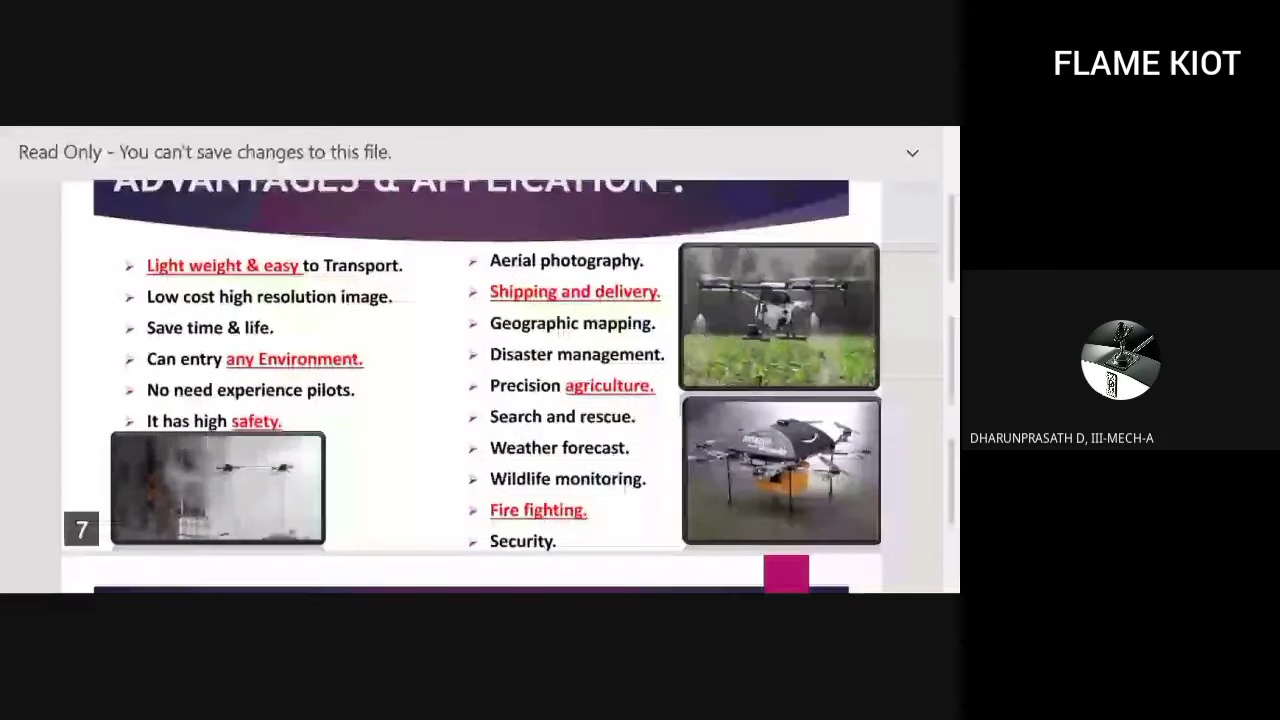 FLAME KIOT
Read Only - You can't save changes to this file.
ADVANTAGES & APPLICATION :
Light weight & easy to Transport.
Low cost high resolution image.
Save time & life.
Can entry any Environment.
No need experience pilots.
It has high safety.
Aerial photography.
Shipping and delivery.
Geographic mapping.
Disaster management.
Precision agriculture.
Search and rescue.
Weather forecast.
Wildlife monitoring.
Fire fighting.
Security.
7
DHARUNPRASATH D, III-MECH-A